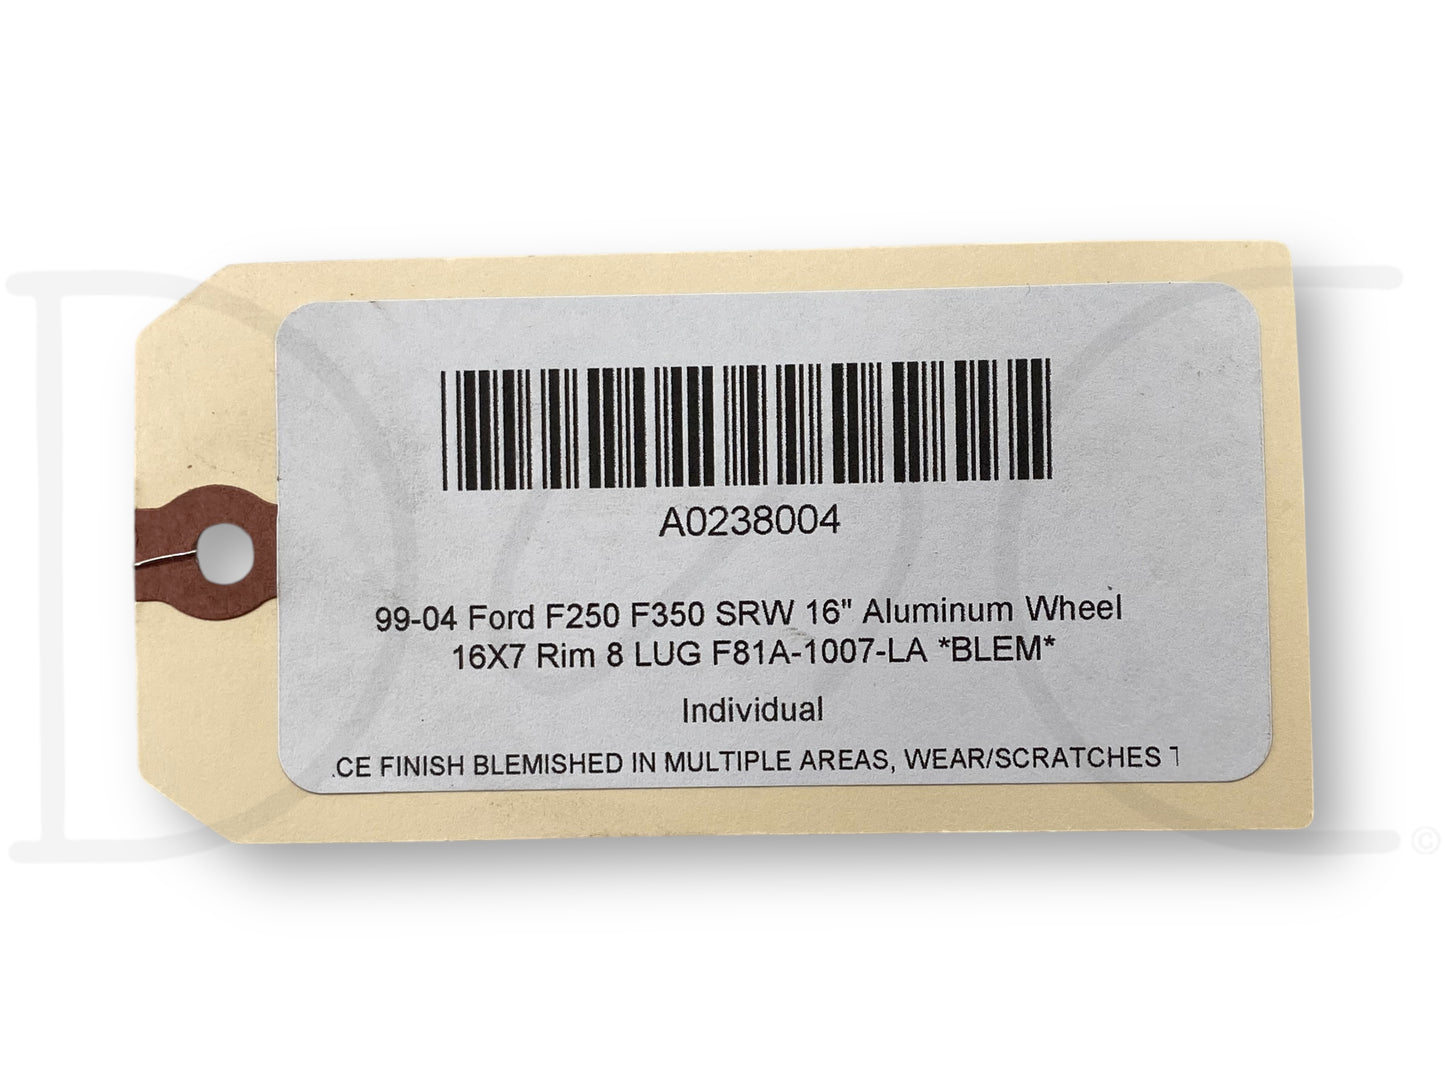 A0238004
99-04 Ford F250 F350 SRW 16" Aluminum Wheel
16X7 Rim 8 LUG F81A-1007-LA *BLEM*
Individual
CE FINISH BLEMISHED IN MULTIPLE AREAS, WEAR/SCRATCHES T
©